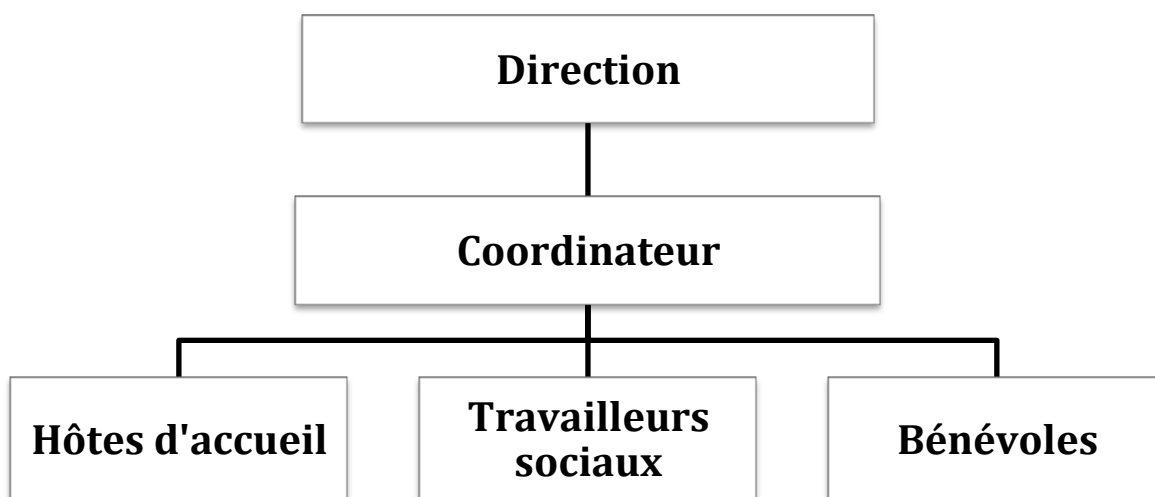 Direction
Coordinateur
Hôtes d'accueil
Travailleurs
sociaux
Bénévoles